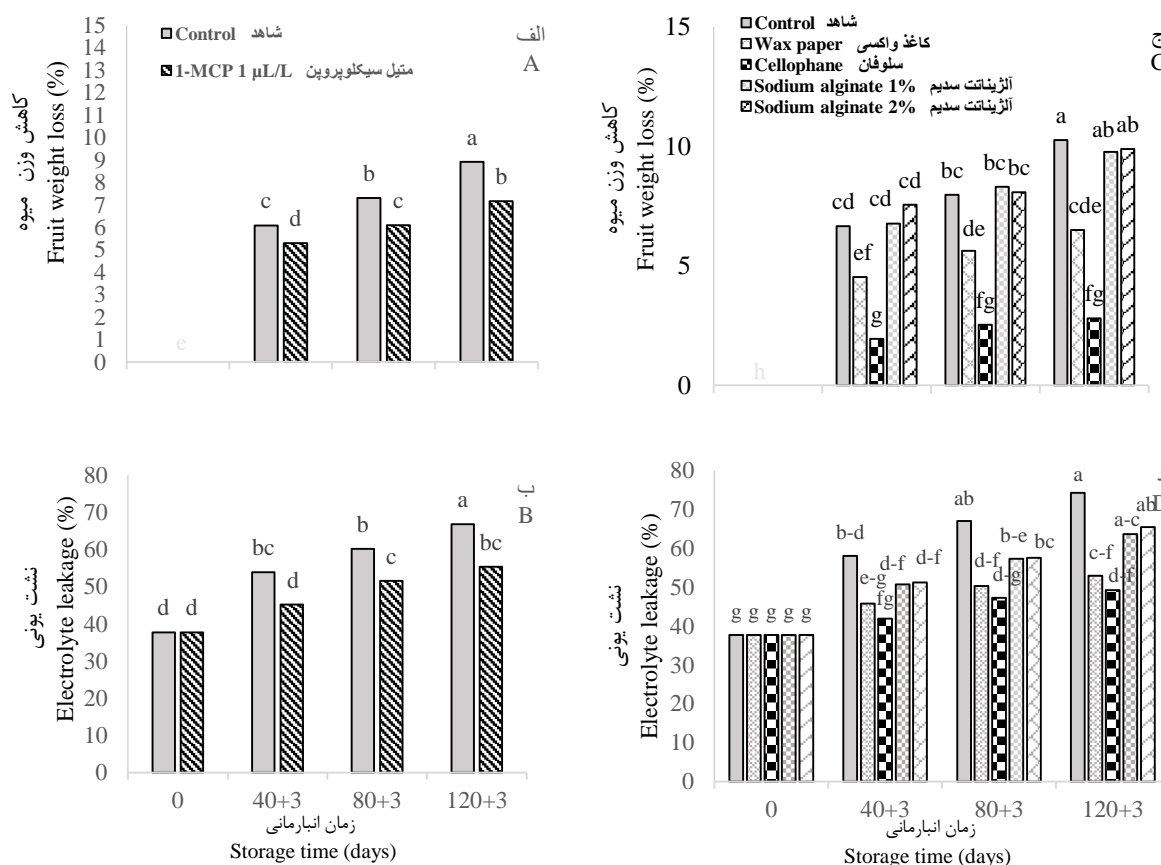 الف
A
Control شاهد
1-MCP 1 µL/L متیل سیکلوپروپن
کاهش وزن میوه
Fruit weight loss (%)
15
14
13
12
11
10
9
8
7
6
5
4
3
2
1
0
e
c
d
b
c
a
b
ج
C
Control شاهد
Wax paper کاغذ واکسی
Cellophane سلوفان
Sodium alginate 1% آلژیناتت سدیم
Sodium alginate 2% آلژیناتت سدیم
کاهش وزن میوه
Fruit weight loss (%)
15
10
5
0
h
cd
ef
g
cd
cd
bc
de
fg
bc
bc
a
cde
fg
ab
ab
B
نشت یونی
Electrolyte leakage (%)
80
70
60
50
40
30
20
10
0
d
d
bc
d
b
c
a
bc
0
40+3
80+3
120+3
زمان انبارمانی
Storage time (days)
نشت یونی
Electrolyte leakage (%)
80
70
60
50
40
30
20
10
0
g
g
g
g
g
b-d
e-g
fg
d-f
d-f
ab
d-f
d-g
b-e
bc
a
c-f
d-f
a-c
ab
0
40+3
80+3
120+3
زمان انبارمانی
Storage time (days)